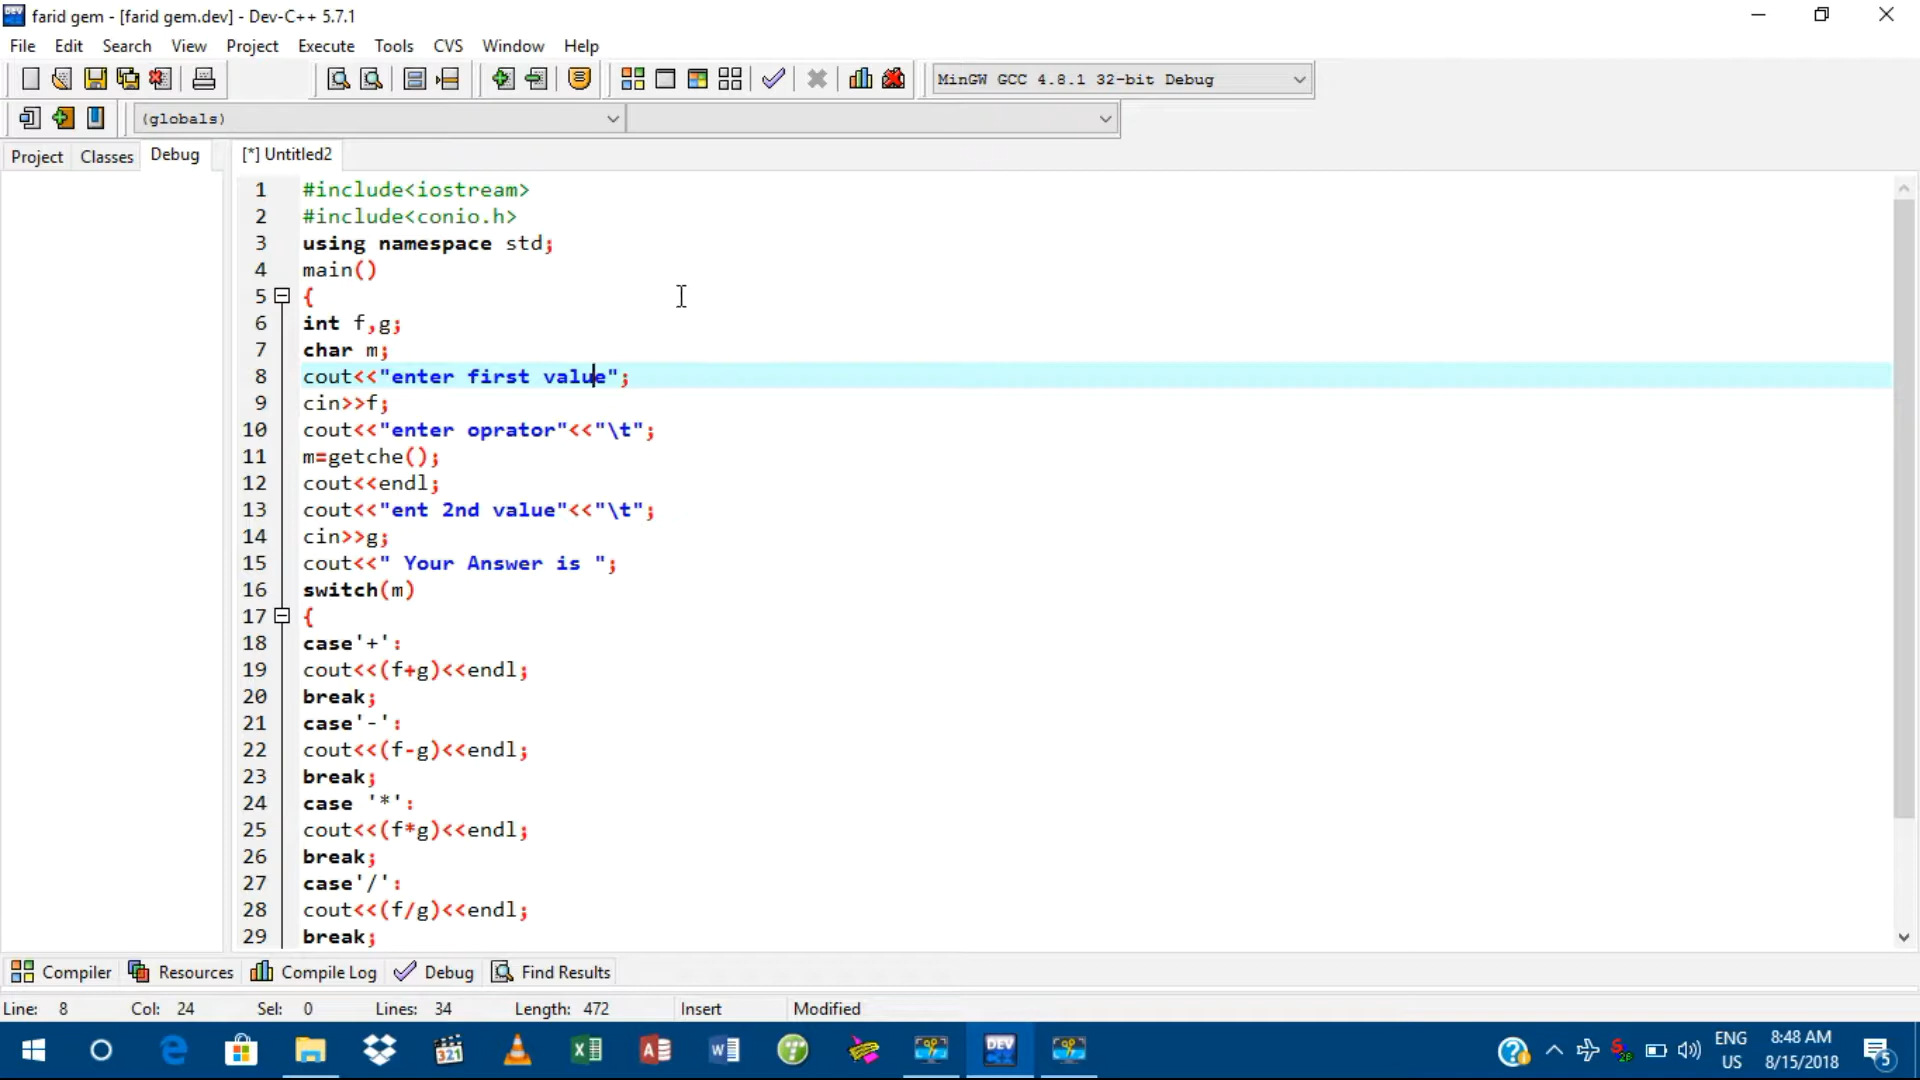 farid gem - [farid gem.dev] - Dev-C++ 5.7.1
File Edit Search View Project Execute Tools CVS Window Help
MinGW GCC 4.8.1 32-bit Debug
(globals)
Project Classes Debug [*] Untitled2
1 #include<iostream>
2 #include<conio.h>
3 using namespace std;
4 main()
5 {
6 int f,g;
7 char m;
8 cout<<"enter first value";
9 cin>>f;
10 cout<<"enter oprator"<<"\t";
11 m=getche();
12 cout<<endl;
13 cout<<"ent 2nd value"<<"\t";
14 cin>>g;
15 cout<<" Your Answer is ";
16 switch(m)
17 {
18 case'+':
19 cout<<(f+g)<<endl;
20 break;
21 case'-':
22 cout<<(f-g)<<endl;
23 break;
24 case '*':
25 cout<<(f*g)<<endl;
26 break;
27 case'/':
28 cout<<(f/g)<<endl;
29 break;
Compiler Resources Compile Log Debug Find Results
Line: 8 Col: 24 Sel: 0 Lines: 34 Length: 472 Insert Modified
ENG 8:48 AM
US 8/15/2018 5